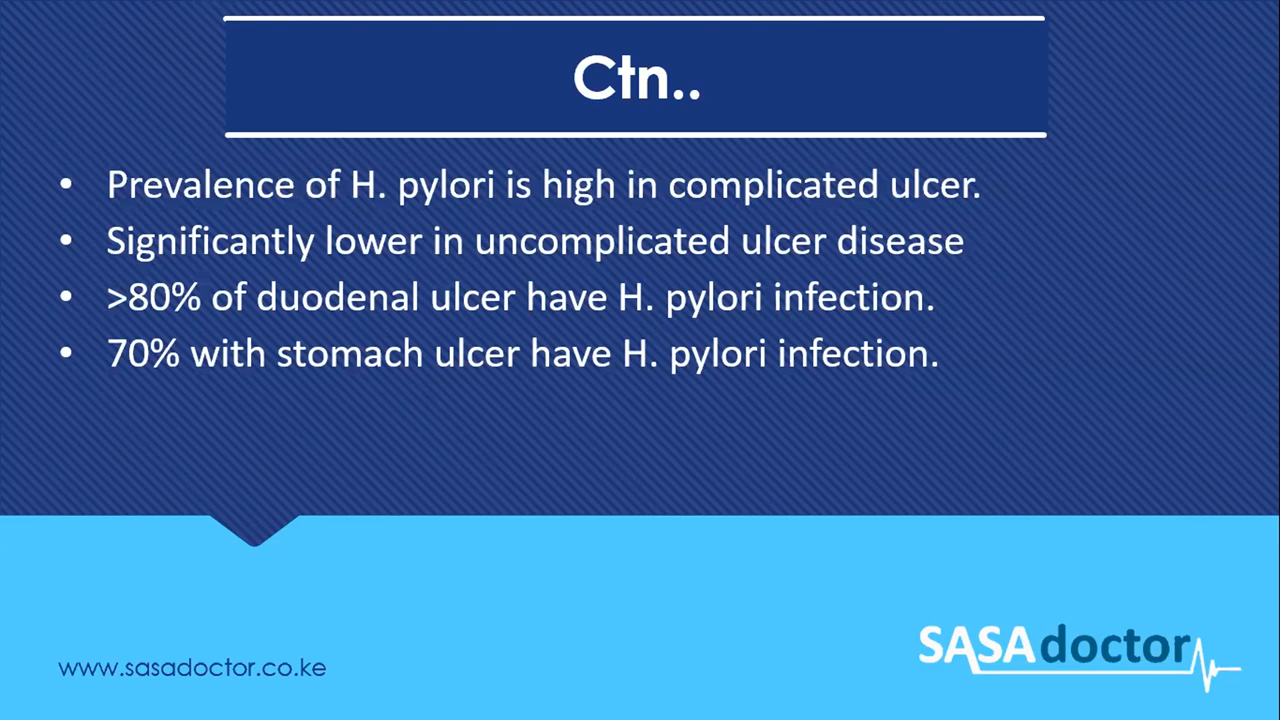 Ctn..
• Prevalence of H. pylori is high in complicated ulcer.
• Significantly lower in uncomplicated ulcer disease
• >80% of duodenal ulcer have H. pylori infection.
• 70% with stomach ulcer have H. pylori infection.
www.sasadoctor.co.ke
SASAdoctor